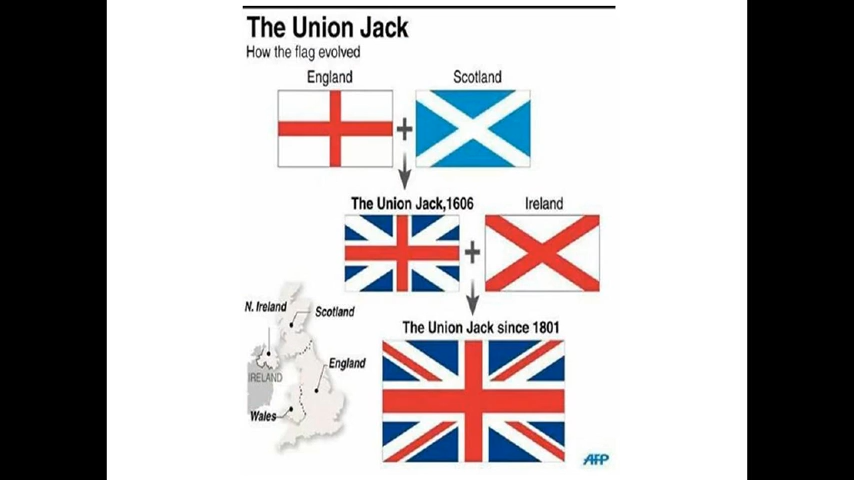 The Union Jack
How the flag evolved
England
Scotland
The Union Jack,1606
Ireland
N. Ireland
Scotland
England
IRELAND
Wales
The Union Jack since 1801
AFP